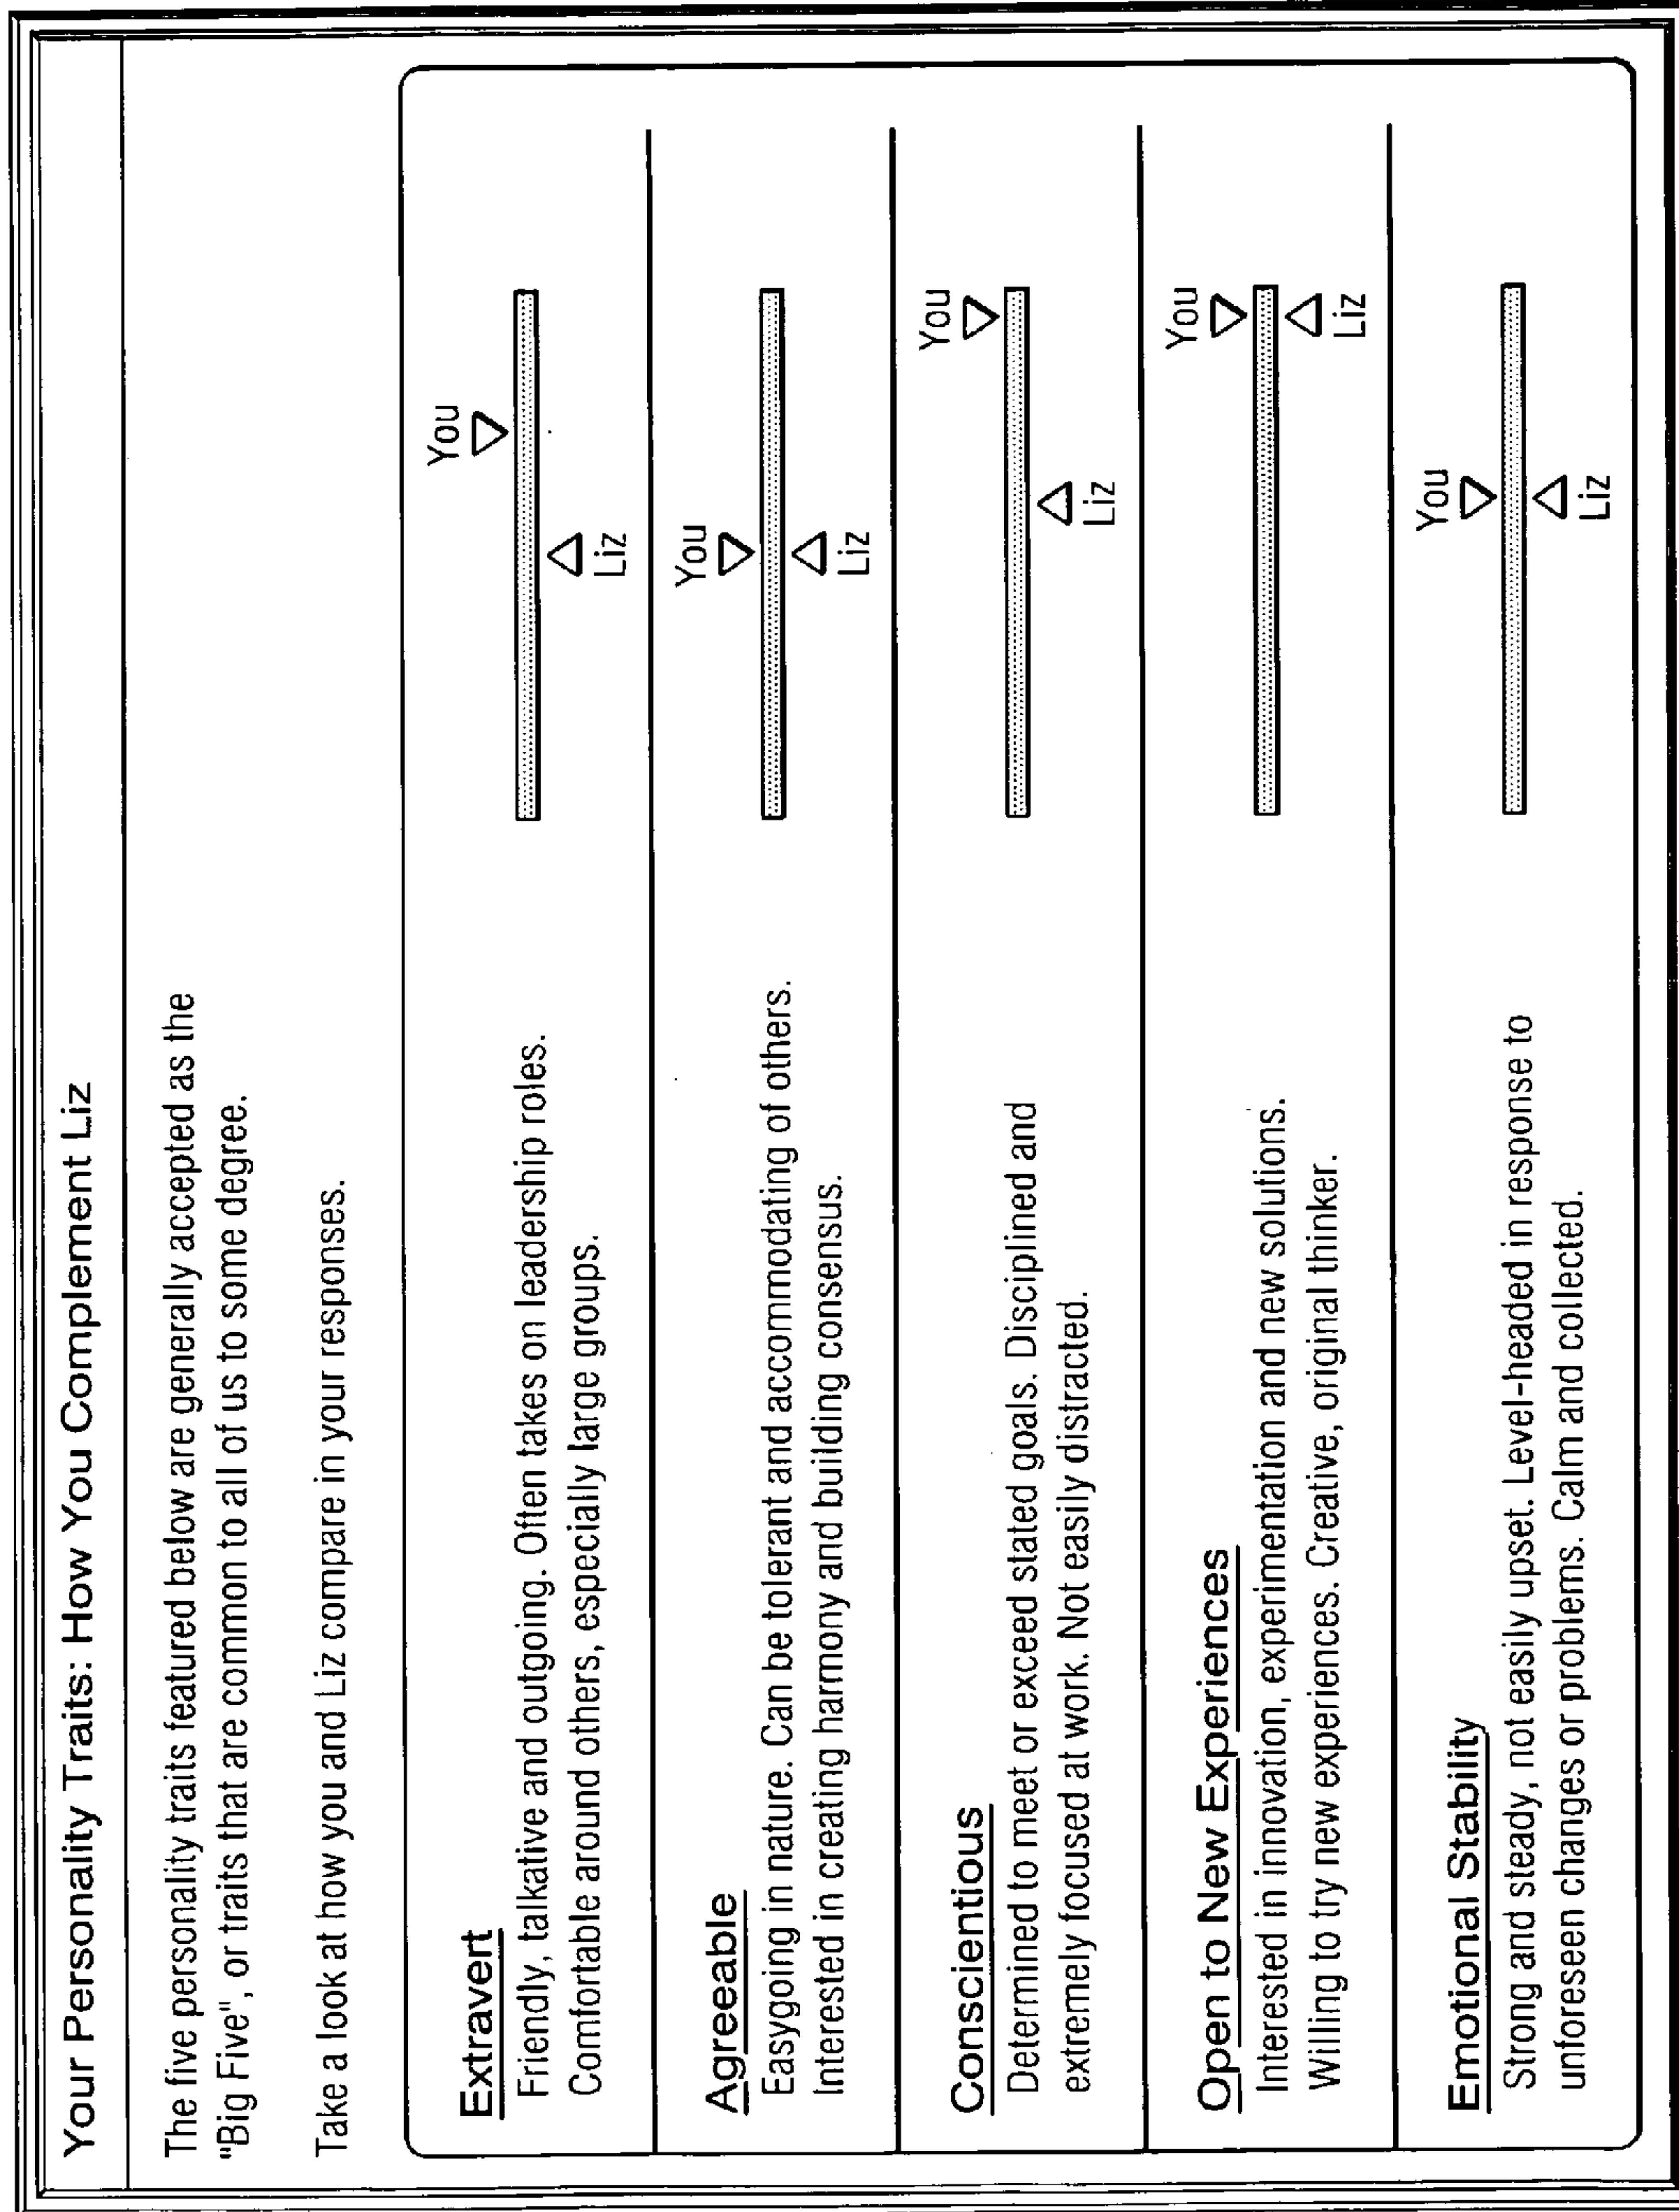 Your Personality Traits: How You Complement Liz
The five personality traits featured below are generally accepted as the
"Big Five", or traits that are common to all of us to some degree.
Take a look at how you and Liz compare in your responses.
Extravert
Friendly, talkative and outgoing. Often takes on leadership roles.
Comfortable around others, especially large groups.
You
Liz
Agreeable
Easygoing in nature. Can be tolerant and accommodating of others.
Interested in creating harmony and building consensus.
You
Liz
Conscientious
Determined to meet or exceed stated goals. Disciplined and
extremely focused at work. Not easily distracted.
You
Liz
Open to New Experiences
Interested in innovation, experimentation and new solutions.
Willing to try new experiences. Creative, original thinker.
You
Liz
Emotional Stability
Strong and steady, not easily upset. Level-headed in response to
unforeseen changes or problems. Calm and collected.
You
Liz